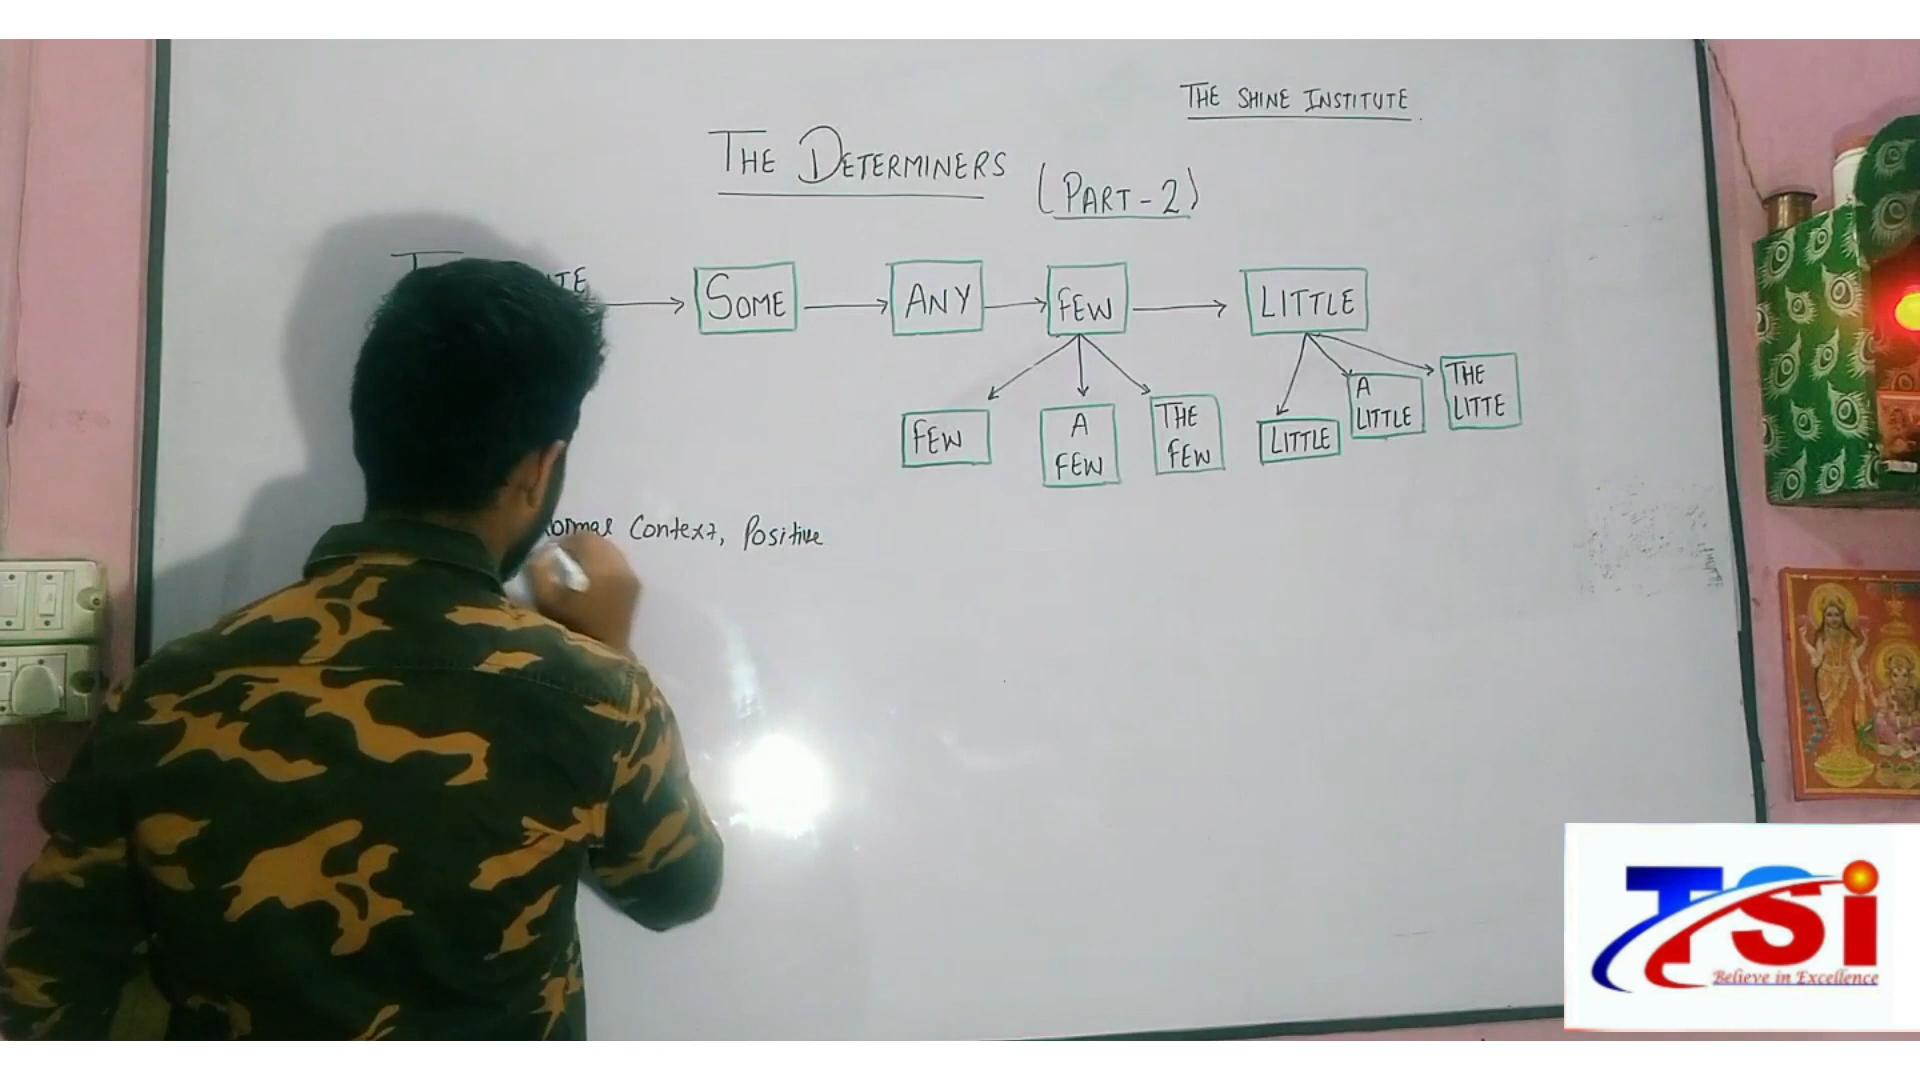 THE SHINE INSTITUTE
THE DETERMINERS (PART-2)
SOME ANY FEW LITTLE
FEW
A
FEW
THE
FEW
LITTLE
A
LITTLE
THE
LITTE
Context, Positive
TSi
Believe in Excellence